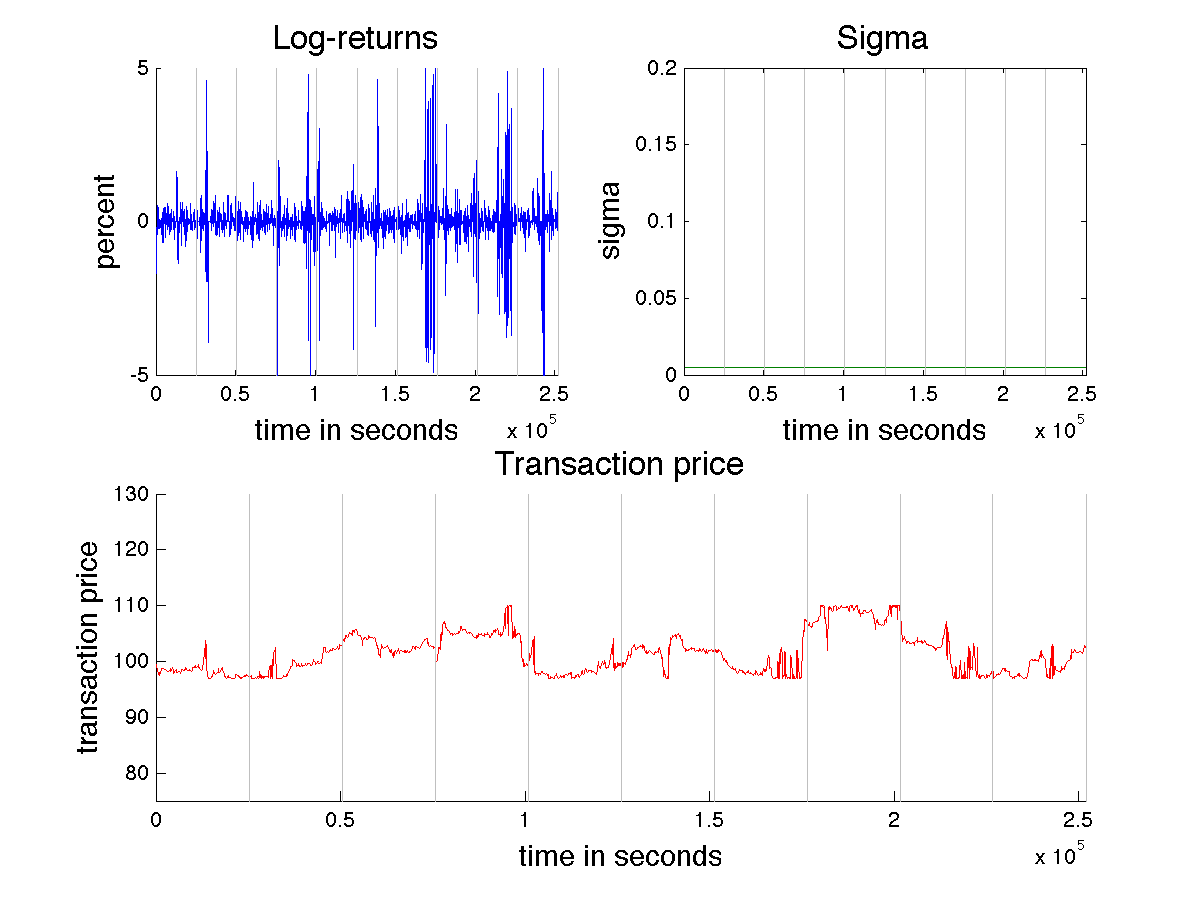 Log-returns
5
0
-5
percent
0 0.5 1 1.5 2 2.5
time in seconds
x 10^5
Sigma
0.2
0.15
0.1
0.05
0
sigma
0 0.5 1 1.5 2 2.5
time in seconds
x 10^5
Transaction price
130
120
110
100
90
80
transaction price
0 0.5 1 1.5 2 2.5
time in seconds
x 10^5